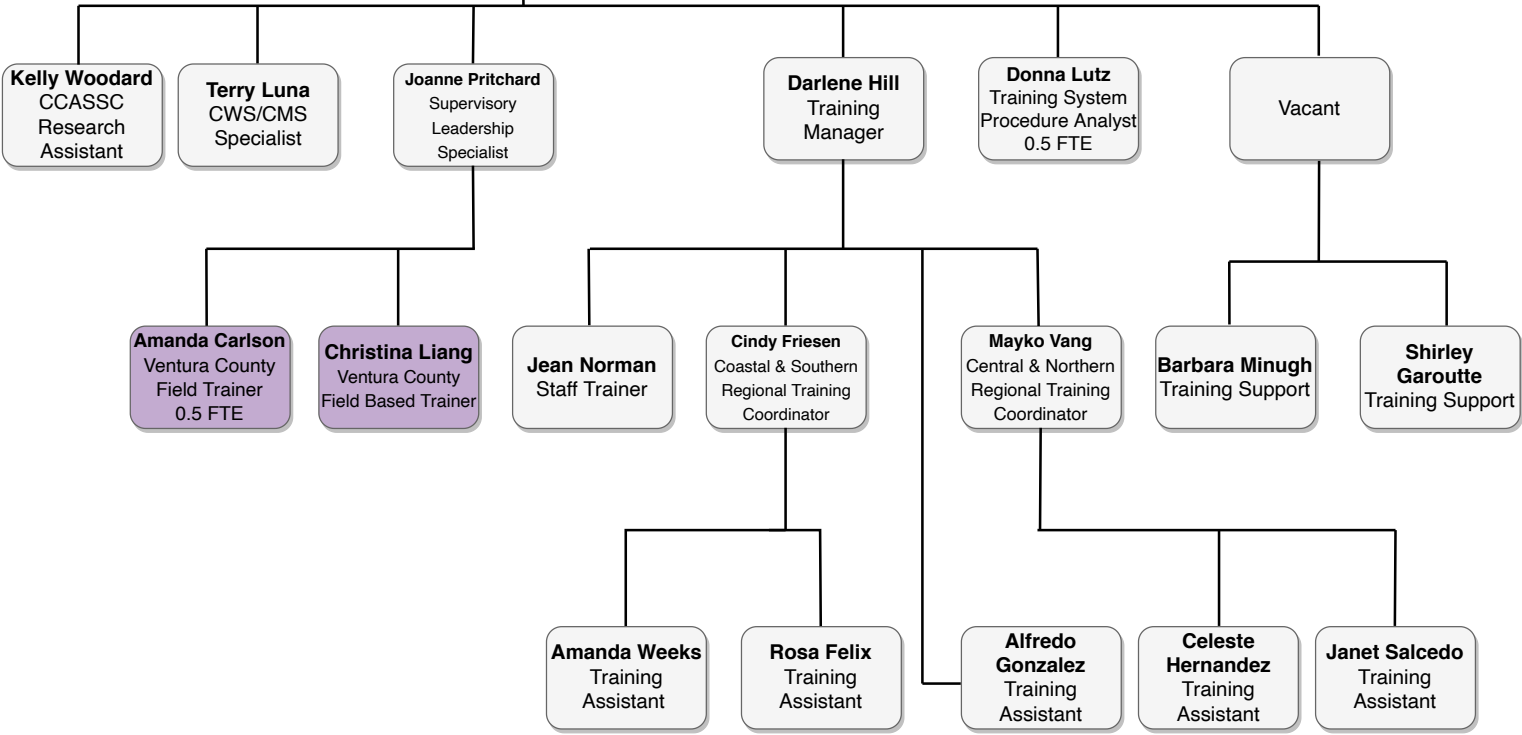 Kelly Woodard
CCASSC
Research
Assistant
Terry Luna
CWS/CMS
Specialist
Joanne Pritchard
Supervisory
Leadership
Specialist
Darlene Hill
Training
Manager
Donna Lutz
Training System
Procedure Analyst
0.5 FTE
Vacant
Amanda Carlson
Ventura County
Field Trainer
0.5 FTE
Christina Liang
Ventura County
Field Based Trainer
Jean Norman
Staff Trainer
Cindy Friesen
Coastal & Southern
Regional Training
Coordinator
Mayko Vang
Central & Northern
Regional Training
Coordinator
Barbara Minugh
Training Support
Shirley
Garoutte
Training Support
Amanda Weeks
Training
Assistant
Rosa Felix
Training
Assistant
Alfredo
Gonzalez
Training
Assistant
Celeste
Hernandez
Training
Assistant
Janet Salcedo
Training
Assistant